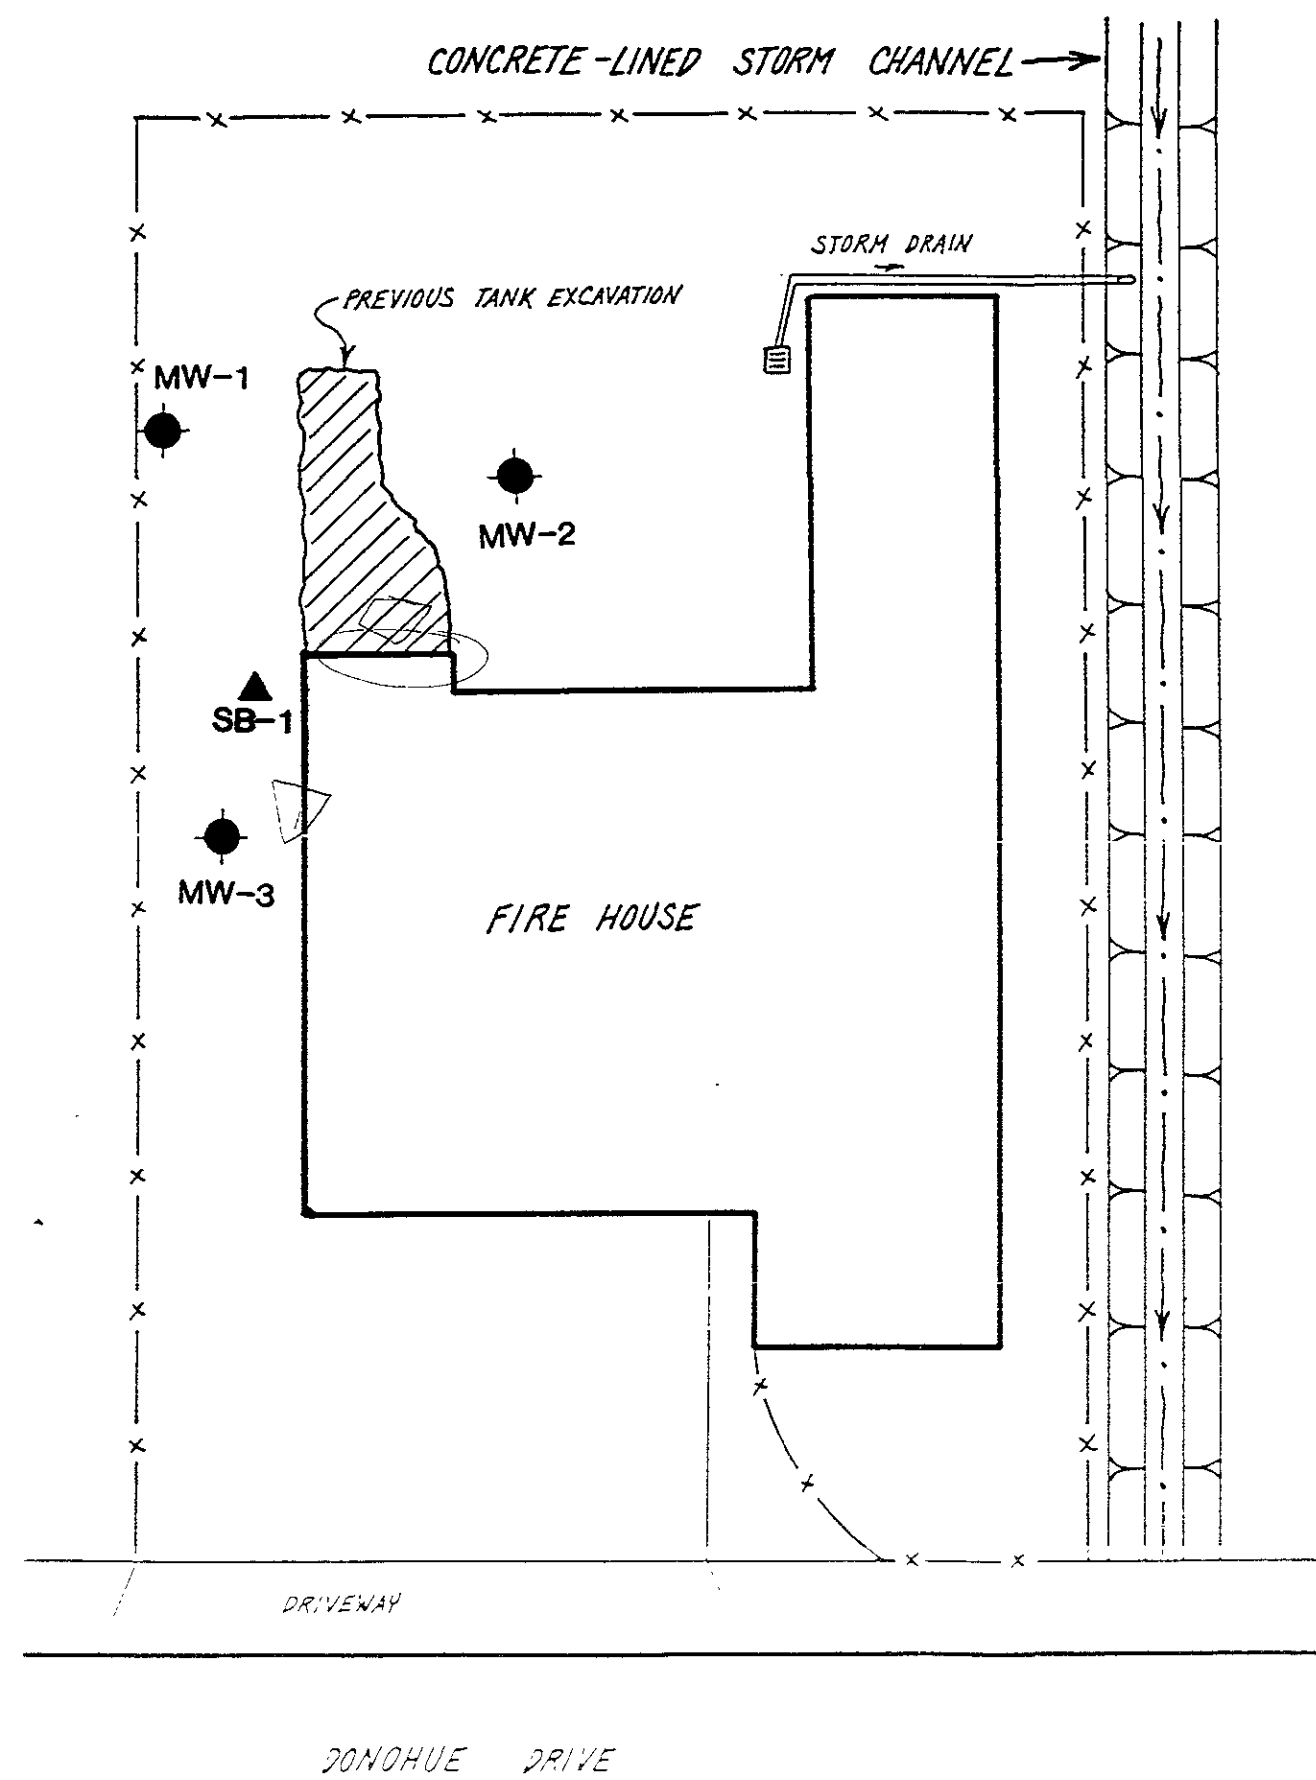 CONCRETE-LINED STORM CHANNEL
STORM DRAIN
PREVIOUS TANK EXCAVATION
MW-1
MW-2
SB-1
MW-3
FIRE HOUSE
DRIVEWAY
DONOHUE DRIVE